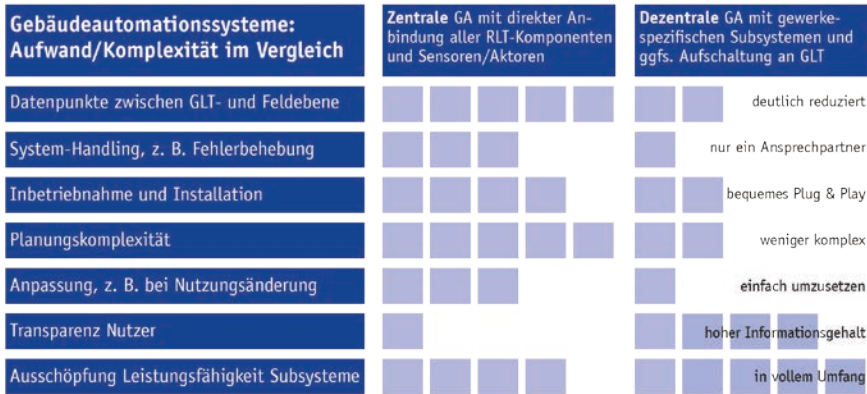 Gebäudeautomationssysteme:
Aufwand/Komplexität im Vergleich
Zentrale GA mit direkter An-
bindung aller RLT-Komponenten
und Sensoren/Aktoren
Dezentrale GA mit gewerke-
spezifischen Subsystemen und
ggfs. Aufschaltung an GLT
Datenpunkte zwischen GLT- und Feldebene
deutlich reduziert
System-Handling, z. B. Fehlerbehebung
nur ein Ansprechpartner
Inbetriebnahme und Installation
bequemes Plug & Play
Planungskomplexität
weniger komplex
Anpassung, z. B. bei Nutzungsänderung
einfach umzusetzen
Transparenz Nutzer
hoher Informationsgehalt
Ausschöpfung Leistungsfähigkeit Subsysteme
in vollem Umfang